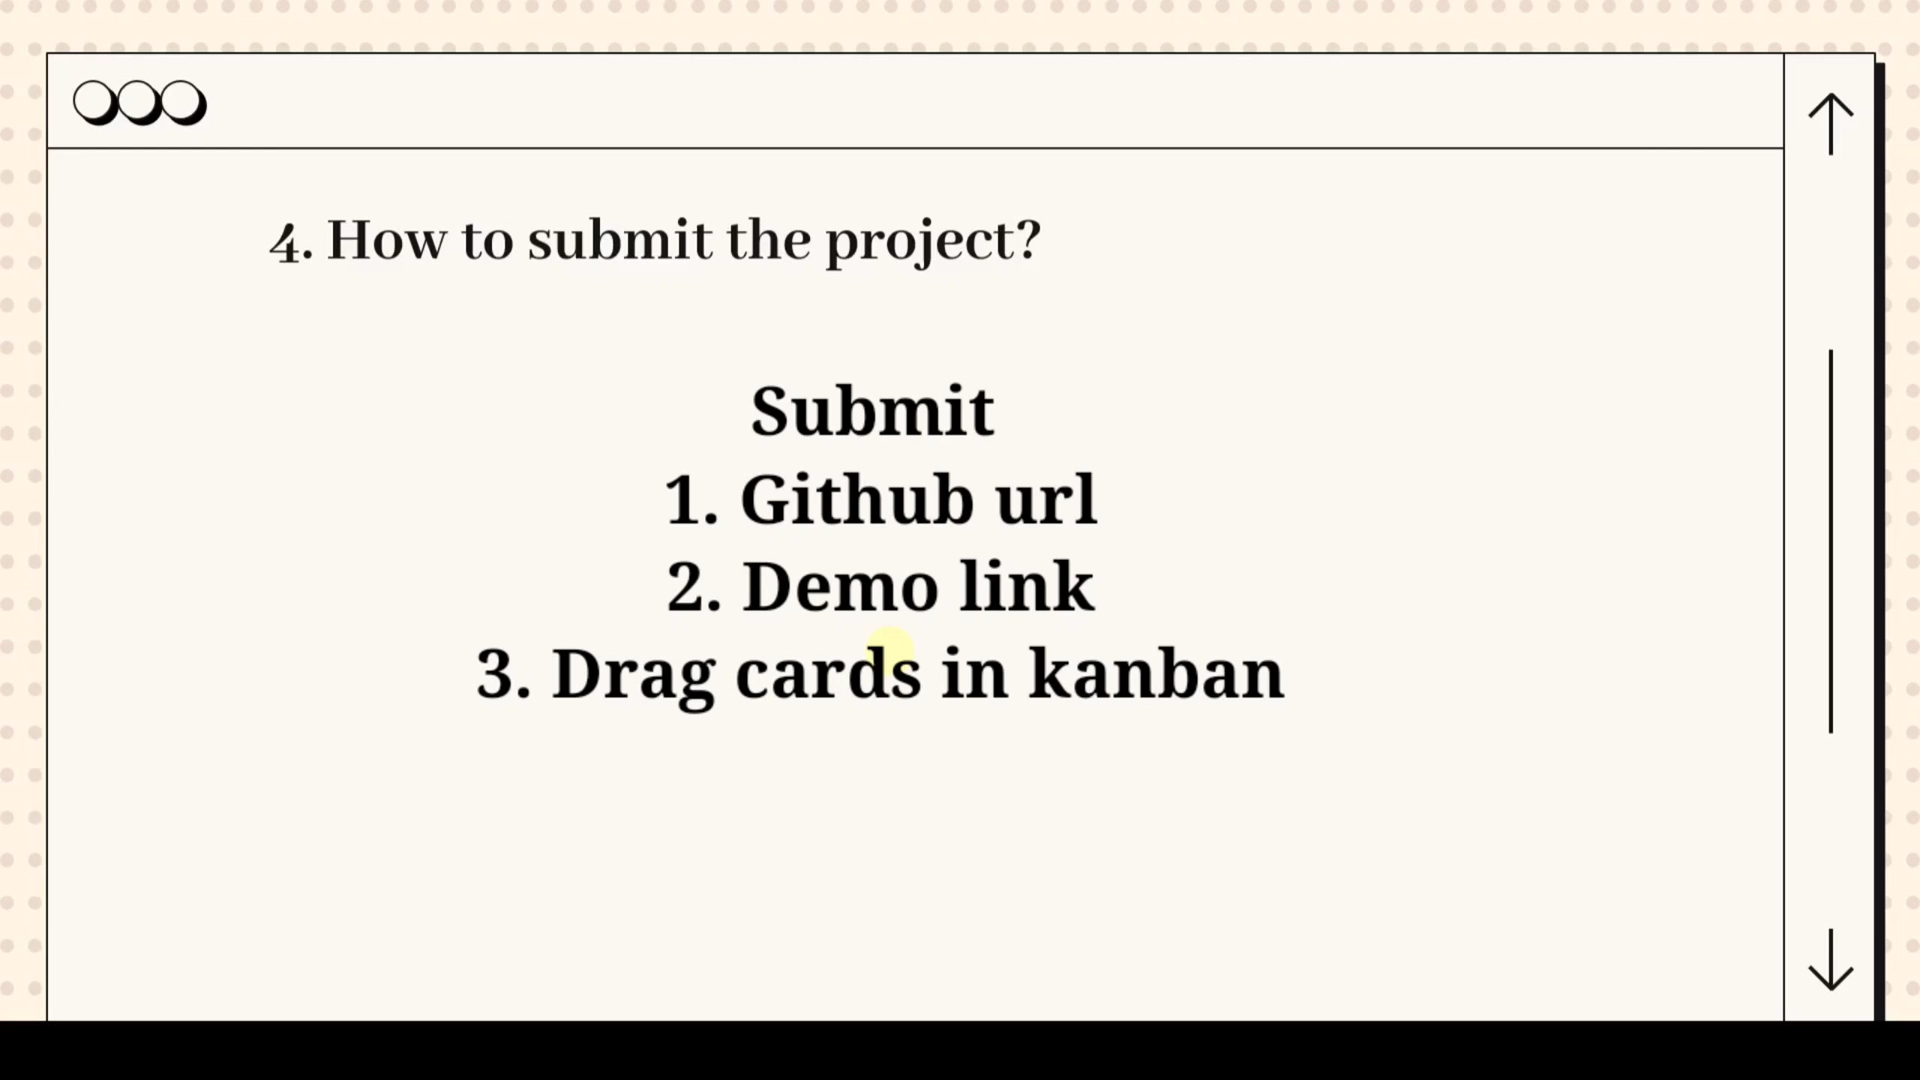 4. How to submit the project?
Submit
1. Github url
2. Demo link
3. Drag cards in kanban